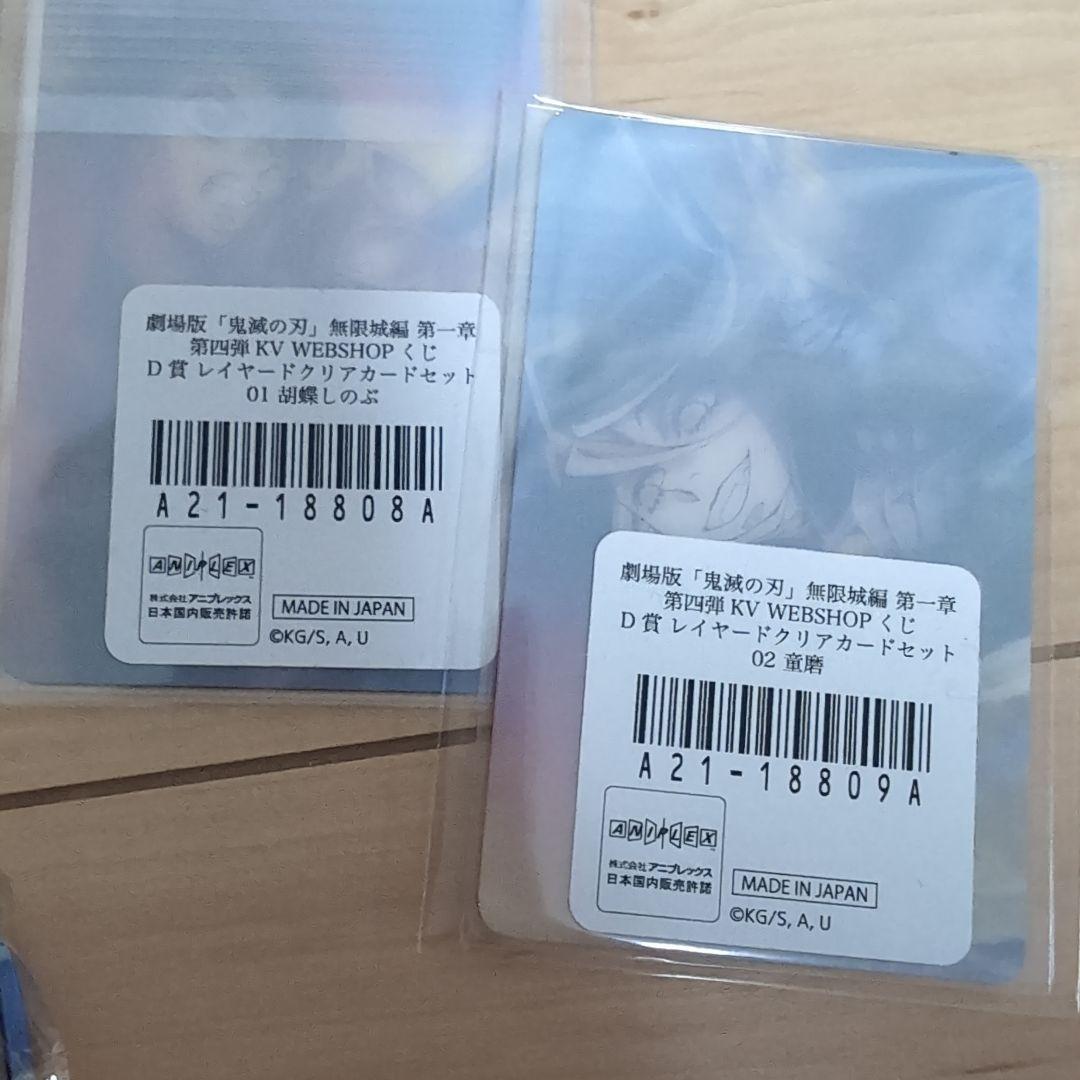 劇場版「鬼滅の刃」無限城編 第一章
第四弾 KV WEBSHOP くじ
D 賞 レイヤードクリアカードセット
01 胡蝶しのぶ
A21-18808A
ANIPLEX
株式会社 アニプレックス
日本国内販売許諾
MADE IN JAPAN
©KG/S, A, U
劇場版「鬼滅の刃」無限城編 第一章
第四弾 KV WEBSHOP くじ
D 賞 レイヤードクリアカードセット
02 童磨
A21-18809A
ANIPLEX
株式会社 アニプレックス
日本国内販売許諾
MADE IN JAPAN
©KG/S, A, U